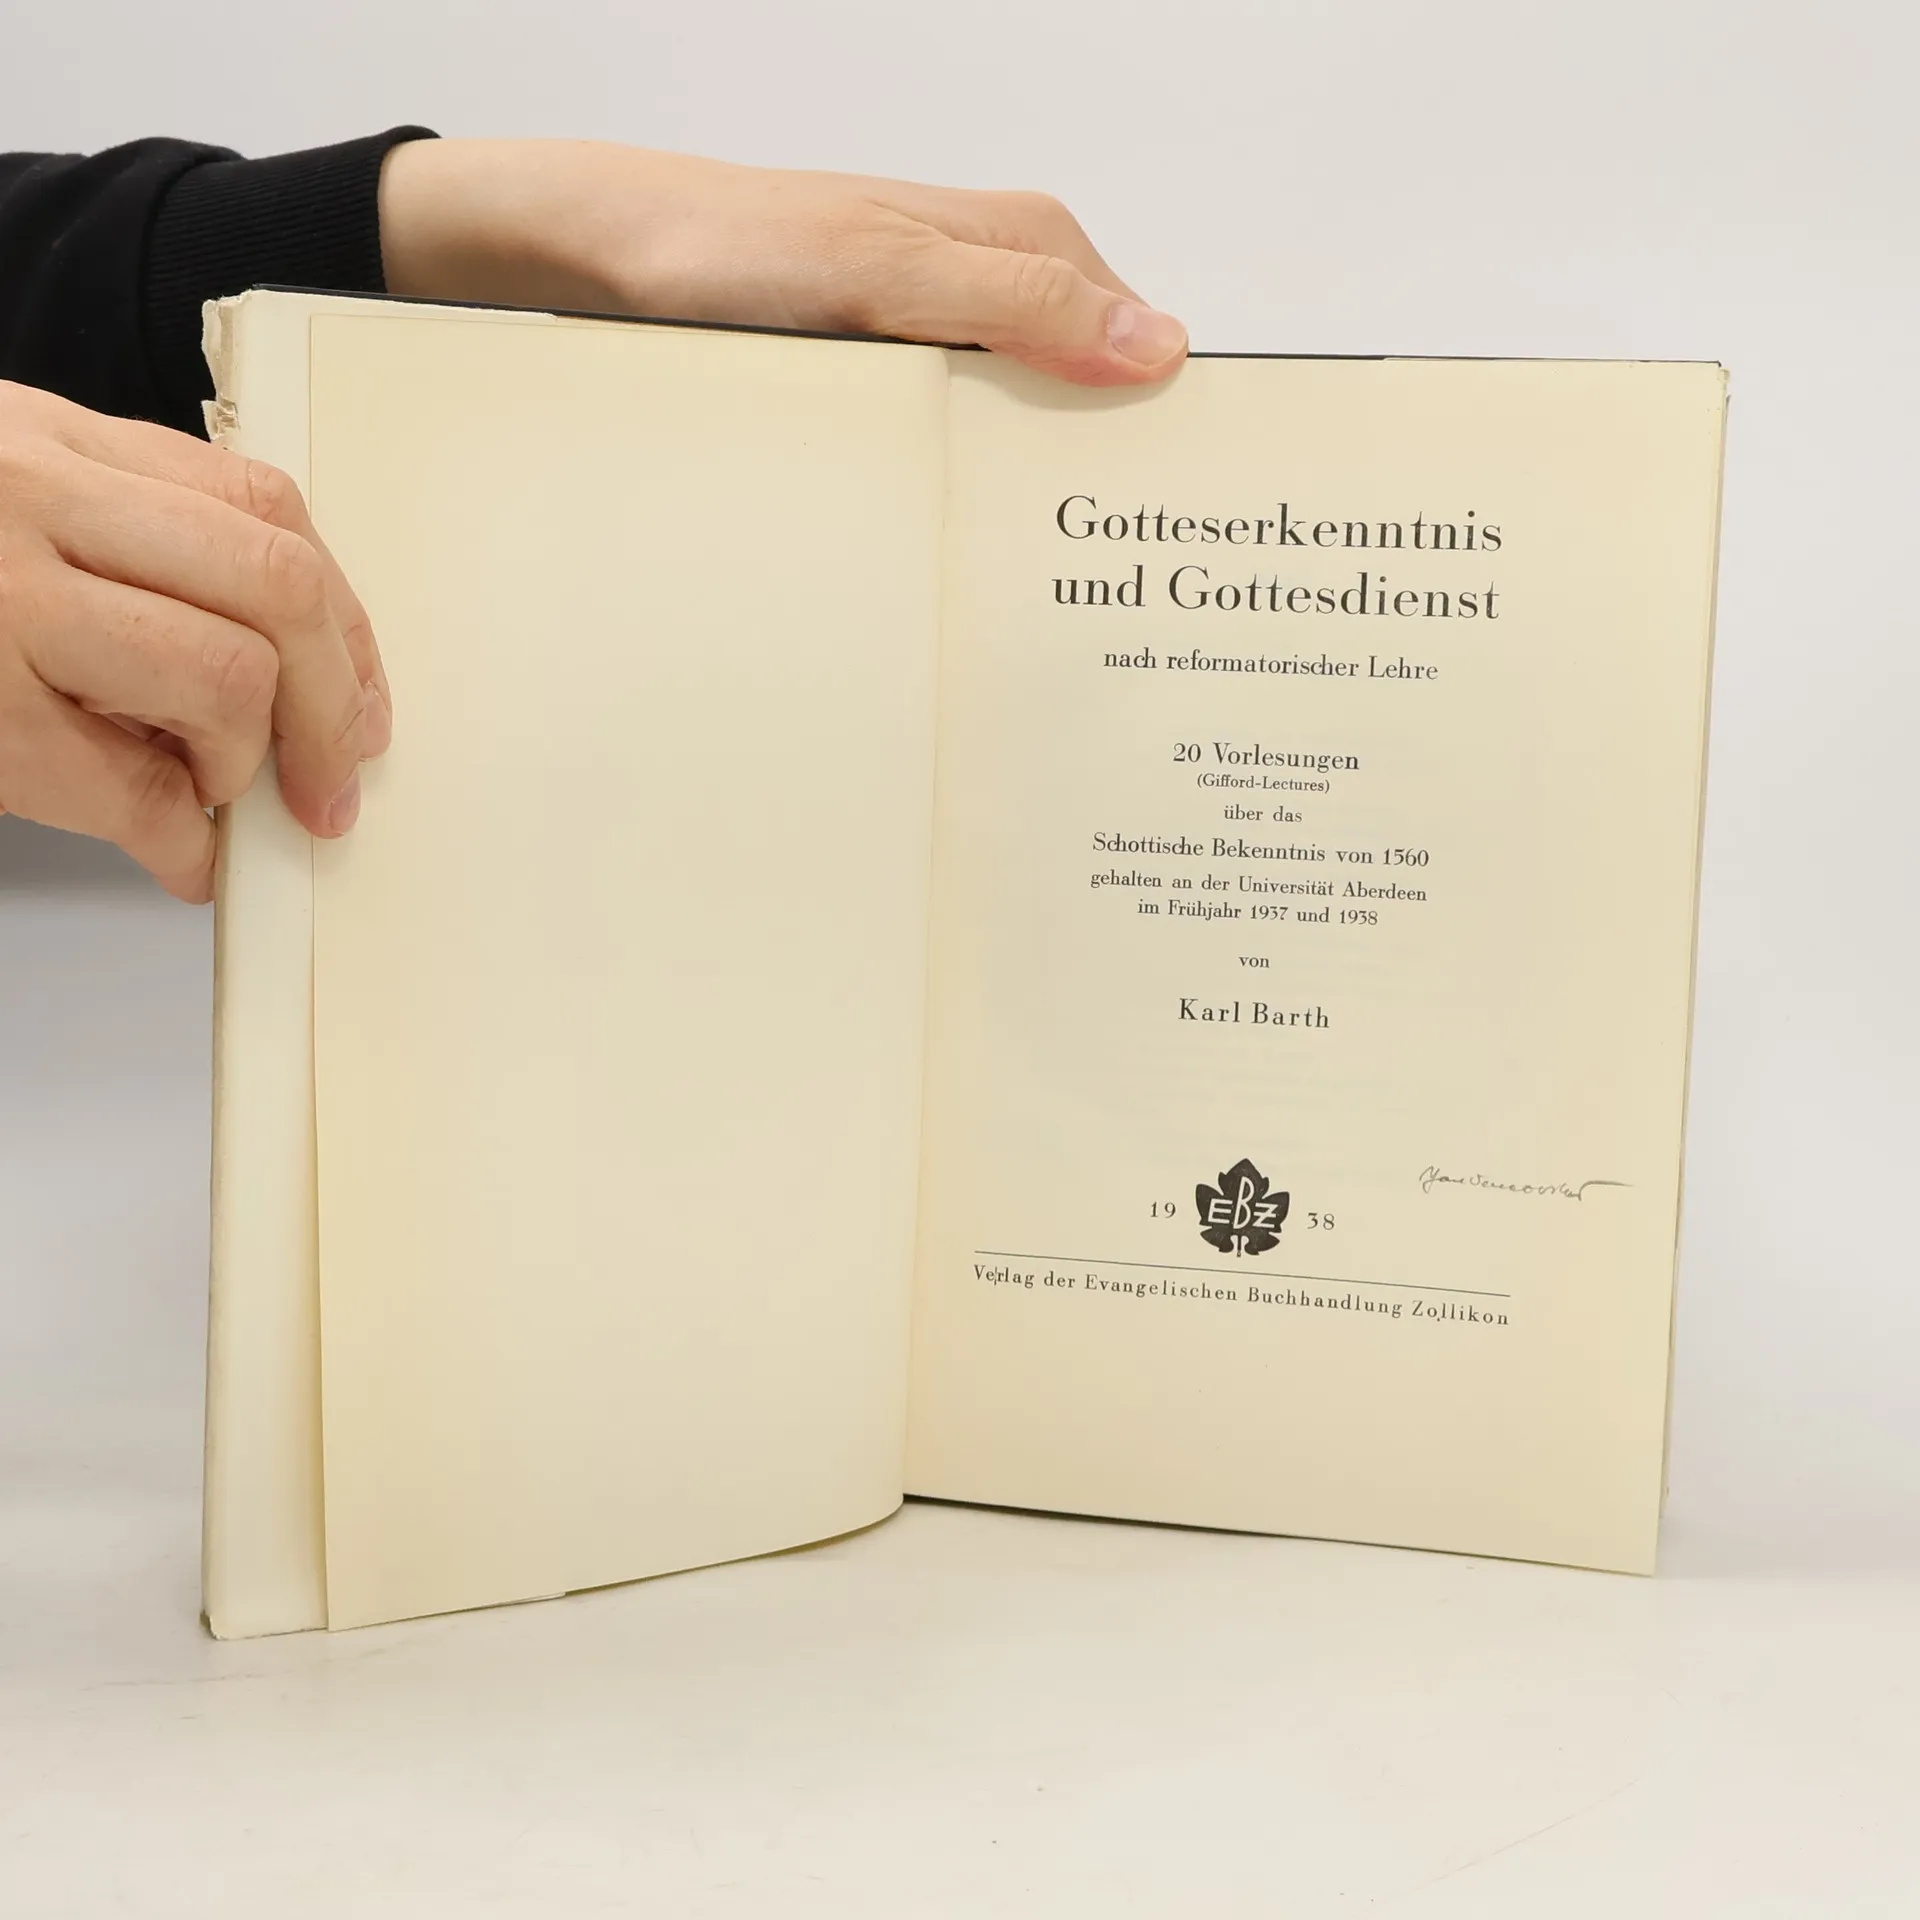 Gotteserkenntnis
und Gottesdienst
nach reformatorischer Lehre
20 Vorlesungen
(Gifford-Lectures)
über das
Schottische Bekenntnis von 1560
gehalten an der Universität Aberdeen
im Frühjahr 1937 und 1938
von
Karl Barth
19 EBZ 38
Verlag der Evangelischen Buchhandlung Zollikon